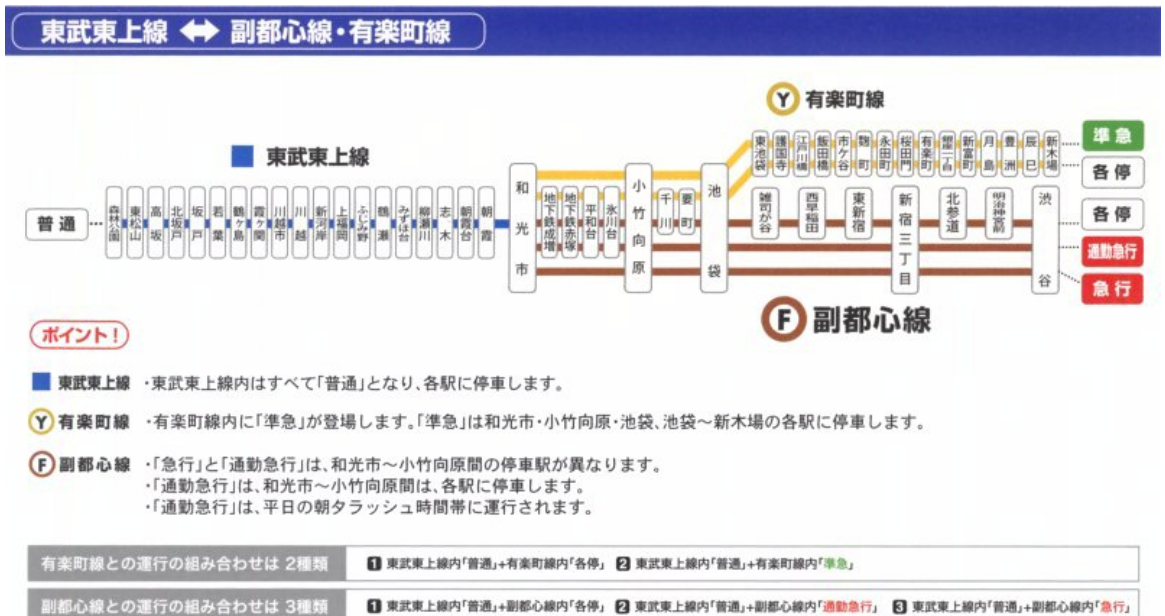 東武東上線 ⇔ 副都心線・有楽町線
Y 有楽町線
東武東上線
準急
各停
各停
通勤急行
急行
普通
森林公園
東松山
高坂
北坂戸
坂戸
若葉
鶴ヶ島
霞ヶ関
川越市
川越
新河岸
上福岡
ふじみ野
鶴瀬
みずほ台
柳瀬川
志木
朝霞台
朝霞
和光市
地下鉄成増
地下鉄赤塚
平和台
氷川台
小竹向原
千川
要町
池袋
東池袋
護国寺
江戸川橋
飯田橋
市ケ谷
麹町
永田町
桜田門
有楽町
銀座一丁目
新富町
月島
豊洲
辰巳
新木場
雑司が谷
西早稲田
東新宿
新宿三丁目
北参道
明治神宮前
渋谷
F 副都心線
ポイント!
東武東上線 ・東武東上線内はすべて「普通」となり、各駅に停車します。
Y 有楽町線 ・有楽町線内に「準急」が登場します。「準急」は和光市・小竹向原・池袋、池袋～新木場の各駅に停車します。
F 副都心線 ・「急行」と「通勤急行」は、和光市～小竹向原間の停車駅が異なります。
・「通勤急行」は、和光市～小竹向原間は、各駅に停車します。
・「通勤急行」は、平日の朝夕ラッシュ時間帯に運行されます。
有楽町線との運行の組み合わせは 2種類 1 東武東上線内「普通」+有楽町線内「各停」 2 東武東上線内「普通」+有楽町線内「準急」
副都心線との運行の組み合わせは 3種類 1 東武東上線内「普通」+副都心線内「各停」 2 東武東上線内「普通」+副都心線内「通勤急行」 3 東武東上線内「普通」+副都心線内「急行」